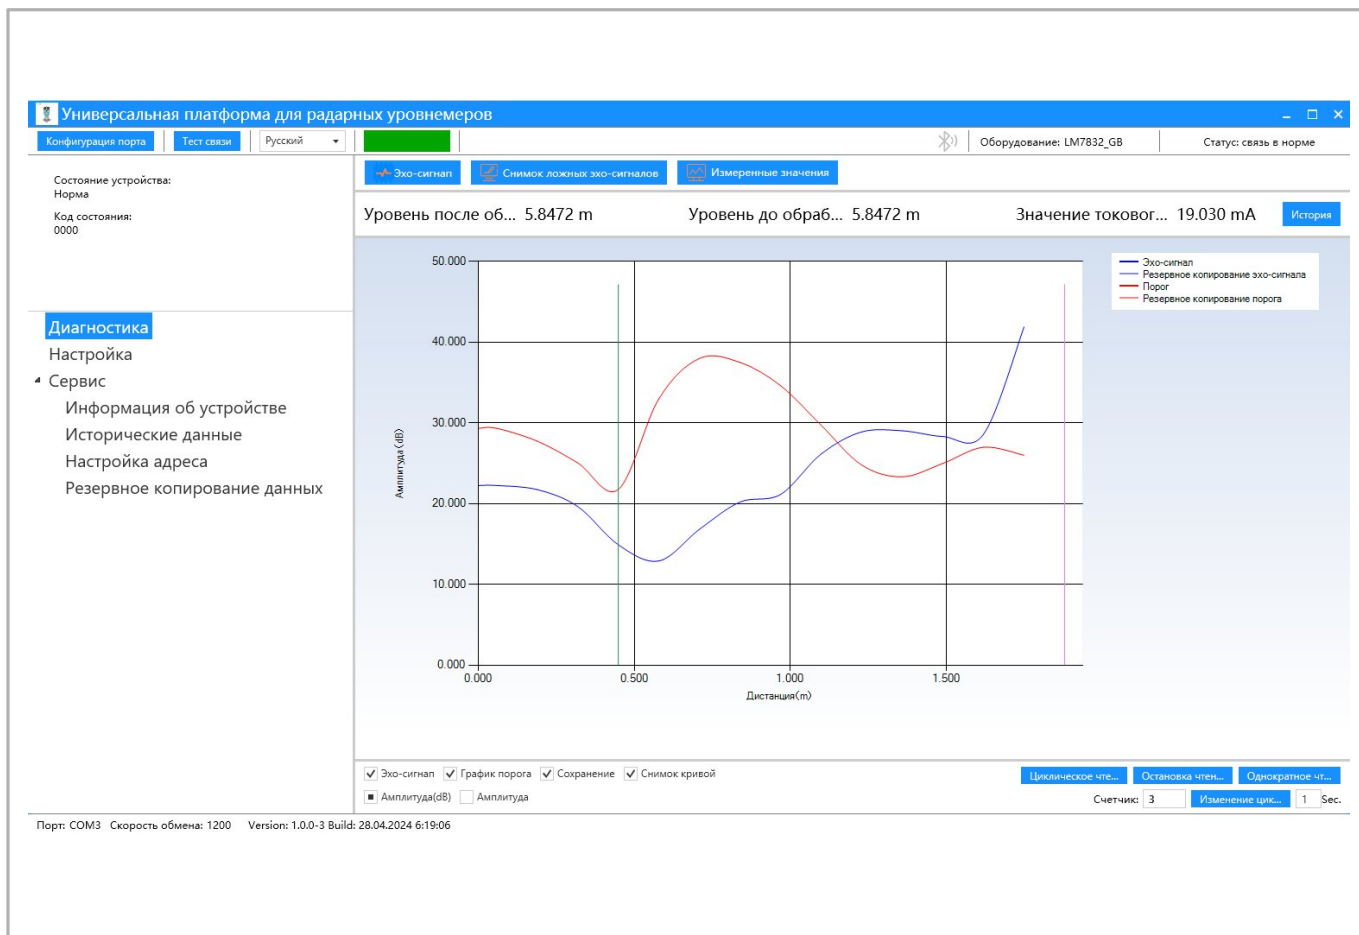 Универсальная платформа для радарных уровнемеров
Конфигурация порта
Тест связи
Русский
Оборудование: LM7832_GB
Статус: связь в норме
Состояние устройства:
Норма
Код состояния:
0000
Эхо-сигнал
Снимок ложных эхо-сигналов
Измеренные значения
Уровень после об... 5.8472 m
Уровень до обраб... 5.8472 m
Значение токовог... 19.030 mA
История
Диагностика
Настройка
Сервис
Информация об устройстве
Исторические данные
Настройка адреса
Резервное копирование данных
Эхо-сигнал
Резервное копирование эхо-сигнала
Порог
Резервное копирование порога
50.000
40.000
30.000
20.000
10.000
0.000
Амплитуда(dB)
0.000
0.500
1.000
1.500
Дистанция(m)
Эхо-сигнал
График порога
Сохранение
Снимок кривой
Амплитуда(dB)
Амплитуда
Циклическое чте...
Остановка чтен...
Однократное чт...
Счетчик: 3
Изменение цик...
1 Sec.
Порт: COM3 Скорость обмена: 1200 Version: 1.0.0-3 Build: 28.04.2024 6:19:06